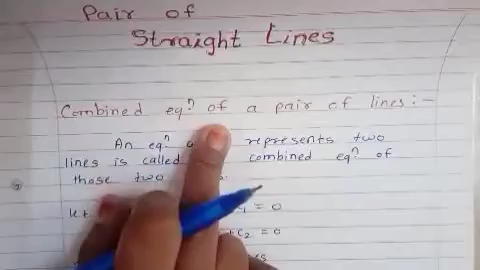 Pair of
Straight Lines
Combined eqⁿ of a pair of lines :-
An eqⁿ represents two
lines is called combined eqⁿ of
those two
= 0
+C₂ = 0